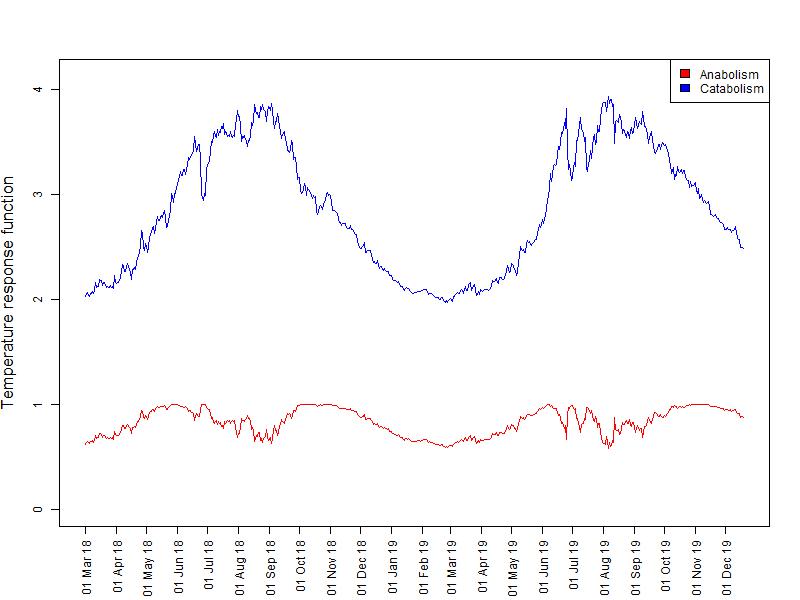 Anabolism
Catabolism
Temperature response function
4
3
2
1
0
01 Mar 18
01 Apr 18
01 May 18
01 Jun 18
01 Jul 18
01 Aug 18
01 Sep 18
01 Oct 18
01 Nov 18
01 Dec 18
01 Jan 19
01 Feb 19
01 Mar 19
01 Apr 19
01 May 19
01 Jun 19
01 Jul 19
01 Aug 19
01 Sep 19
01 Oct 19
01 Nov 19
01 Dec 19